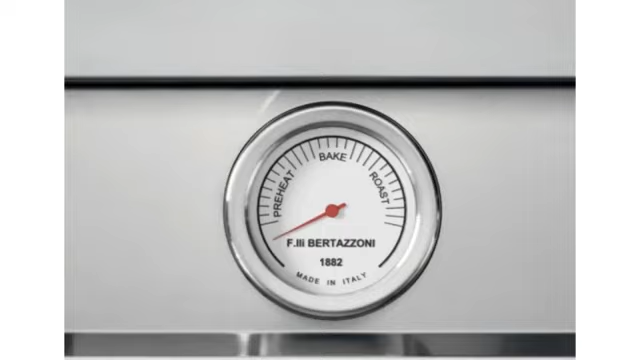 PREHEAT
BAKE
ROAST
F.lli BERTAZZONI
1882
MADE IN ITALY